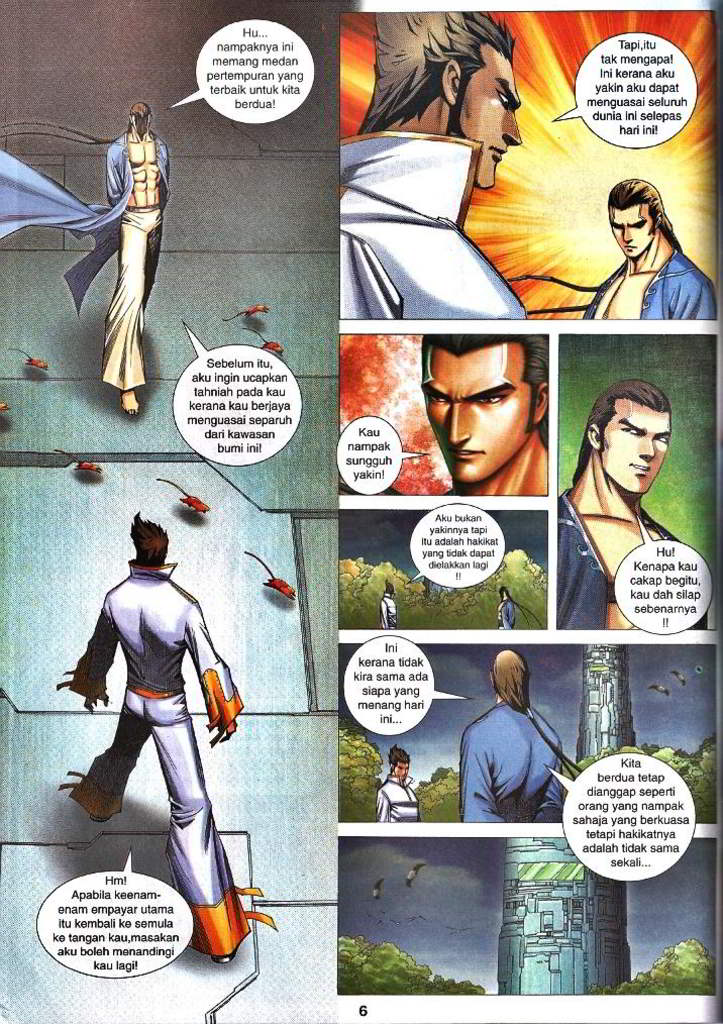 Hu...
nampaknya ini
memang medan
pertempuran yang
terbaik untuk kita
berdua!
Sebelum itu,
aku ingin ucapkan
tahniah pada kau
kerana kau berjaya
menguasai separuh
dari kawasan
bumi ini!
Hm!
Apabila keenam-
enam empayar utama
itu kembali ke semula
ke tangan kau,masakan
aku boleh menandingi
kau lagi!
Tapi,itu
tak mengapa!
Ini kerana aku
yakin aku dapat
menguasai seluruh
dunia ini selepas
hari ini!
Kau
nampak
sungguh
yakin!
Hu!
Kenapa kau
cakap begitu,
kau dah silap
sebenarnya
!!
Aku bukan
yakinnya tapi
itu adalah hakikat
yang tidak dapat
dielakkan lagi
!!
Ini
kerana tidak
kira sama ada
siapa yang
menang hari
ini...
Kita
berdua tetap
dianggap seperti
orang yang nampak
sahaja yang berkuasa
tetapi hakikatnya
adalah tidak sama
sekali...
6